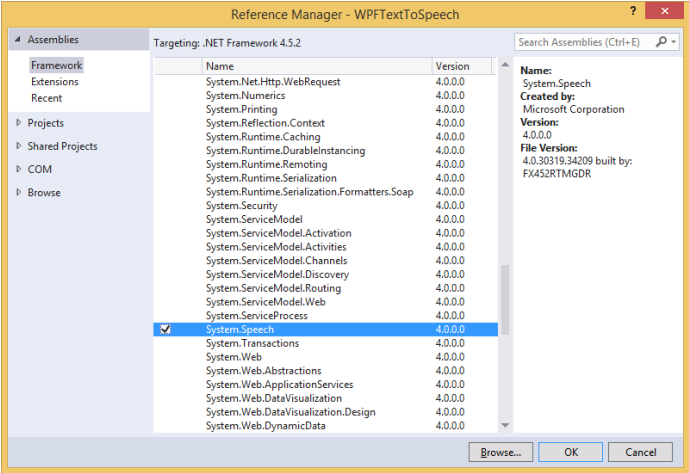 Reference Manager - WPFTextToSpeech
?
Assemblies
Framework
Extensions
Recent
Projects
Shared Projects
COM
Browse
Targeting: .NET Framework 4.5.2
Search Assemblies (Ctrl+E)
Name Version
System.Net.Http.WebRequest 4.0.0.0
System.Numerics 4.0.0.0
System.Printing 4.0.0.0
System.Reflection.Context 4.0.0.0
System.Runtime.Caching 4.0.0.0
System.Runtime.DurableInstancing 4.0.0.0
System.Runtime.Remoting 4.0.0.0
System.Runtime.Serialization 4.0.0.0
System.Runtime.Serialization.Formatters.Soap 4.0.0.0
System.Security 4.0.0.0
System.ServiceModel 4.0.0.0
System.ServiceModel.Activation 4.0.0.0
System.ServiceModel.Activities 4.0.0.0
System.ServiceModel.Channels 4.0.0.0
System.ServiceModel.Discovery 4.0.0.0
System.ServiceModel.Routing 4.0.0.0
System.ServiceModel.Web 4.0.0.0
System.ServiceProcess 4.0.0.0
System.Speech 4.0.0.0
System.Transactions 4.0.0.0
System.Web 4.0.0.0
System.Web.Abstractions 4.0.0.0
System.Web.ApplicationServices 4.0.0.0
System.Web.DataVisualization 4.0.0.0
System.Web.DataVisualization.Design 4.0.0.0
System.Web.DynamicData 4.0.0.0
Name:
System.Speech
Created by:
Microsoft Corporation
Version:
4.0.0.0
File Version:
4.0.30319.34209 built by:
FX452RTMGDR
Browse... OK Cancel